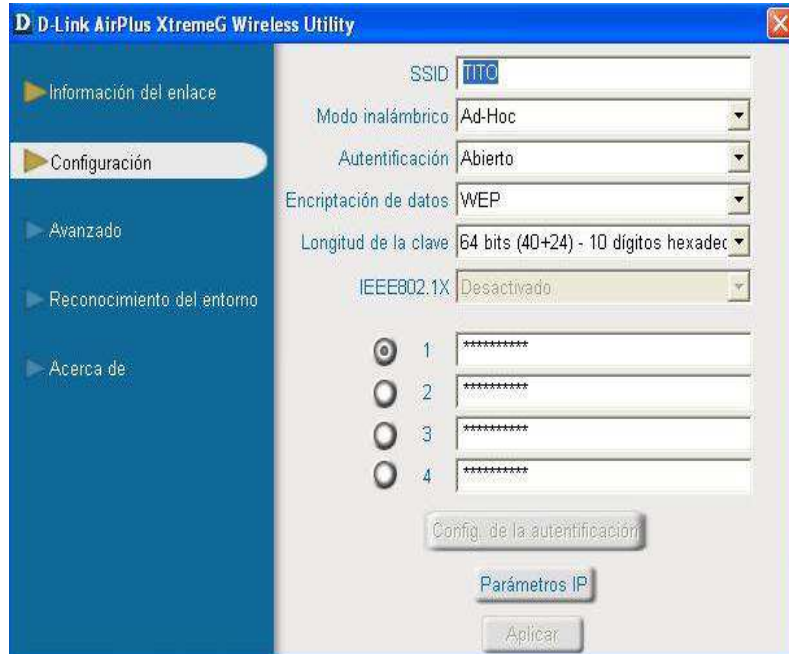 D D-Link AirPlus XtremeG Wireless Utility
Información del enlace
Configuración
Avanzado
Reconocimiento del entorno
Acerca de
SSID TITO
Modo inalámbrico Ad-Hoc
Autentificación Abierto
Encriptación de datos WEP
Longitud de la clave 64 bits (40+24) - 10 dígitos hexadec
IEEE802.1X Desactivado
1 **********
2 **********
3 **********
4 **********
Config. de la autentificación
Parámetros IP
Aplicar